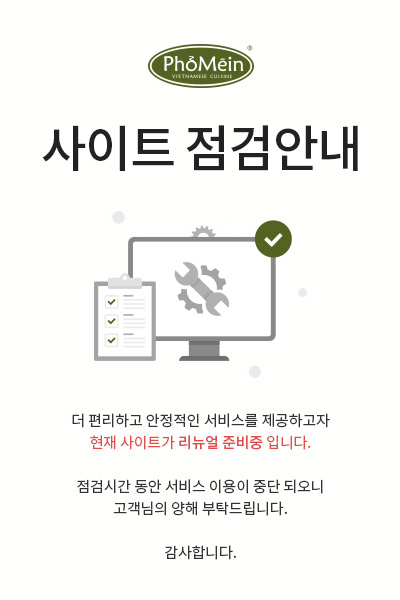 PhởMein ®
VIETNAMESE CUISINE
사이트 점검안내
더 편리하고 안정적인 서비스를 제공하고자
현재 사이트가 리뉴얼 준비중 입니다.
점검시간 동안 서비스 이용이 중단 되오니
고객님의 양해 부탁드립니다.
감사합니다.